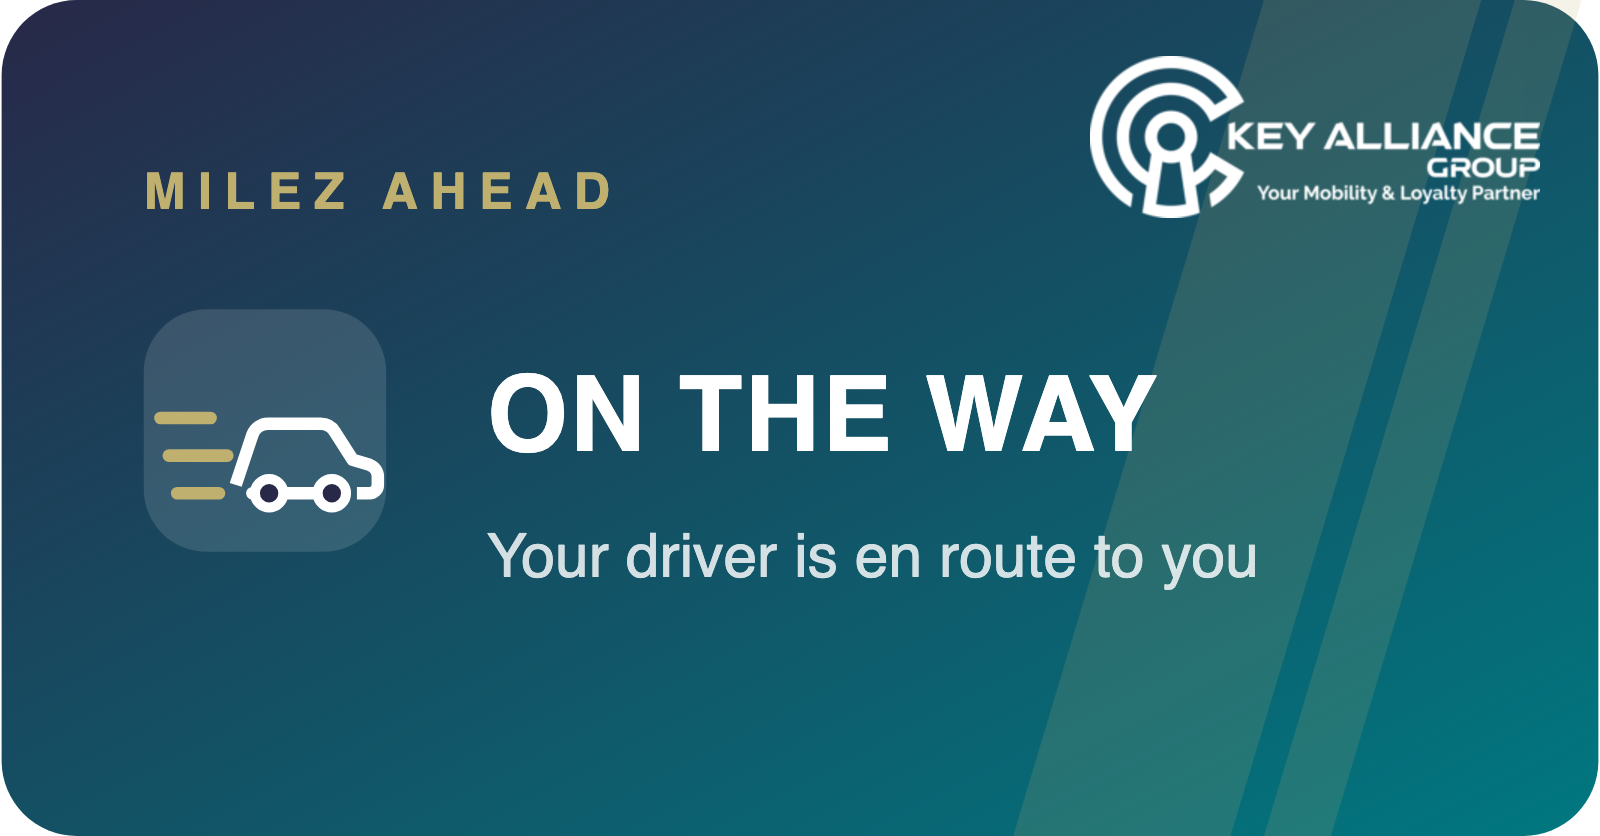 MILEZ AHEAD
KEY ALLIANCE
GROUP
Your Mobility & Loyalty Partner
ON THE WAY
Your driver is en route to you